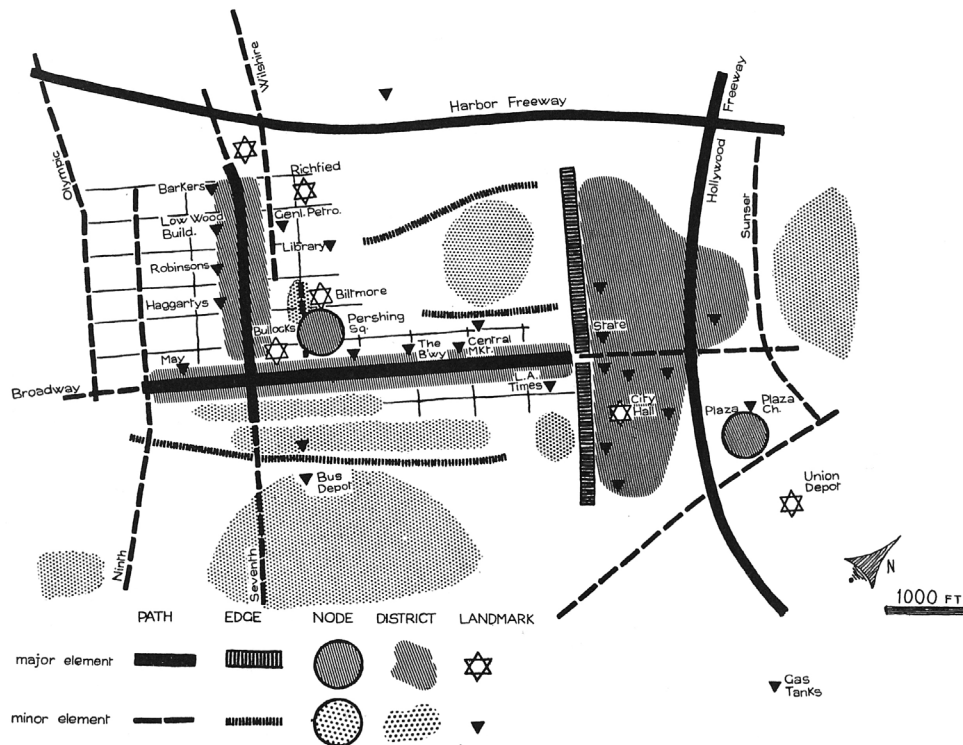 Wilshire
Harbor Freeway
Freeway
Hollywood
Olympic
Richfied
Barkers
Genl. Petro.
Low Wood
Build.
Library
Sunset
Robinsons
Haggartys
Biltmore
Pershing
Sq.
Bullocks
State
The
B'wy
Central
Mkt.
May
Broadway
L.A.
Times
City
Hall
Plaza
Plaza
Ch.
Bus
Depot
Union
Depot
Ninth
Seventh
N
1000 FT
PATH EDGE NODE DISTRICT LANDMARK
major element
minor element
Gas
Tanks